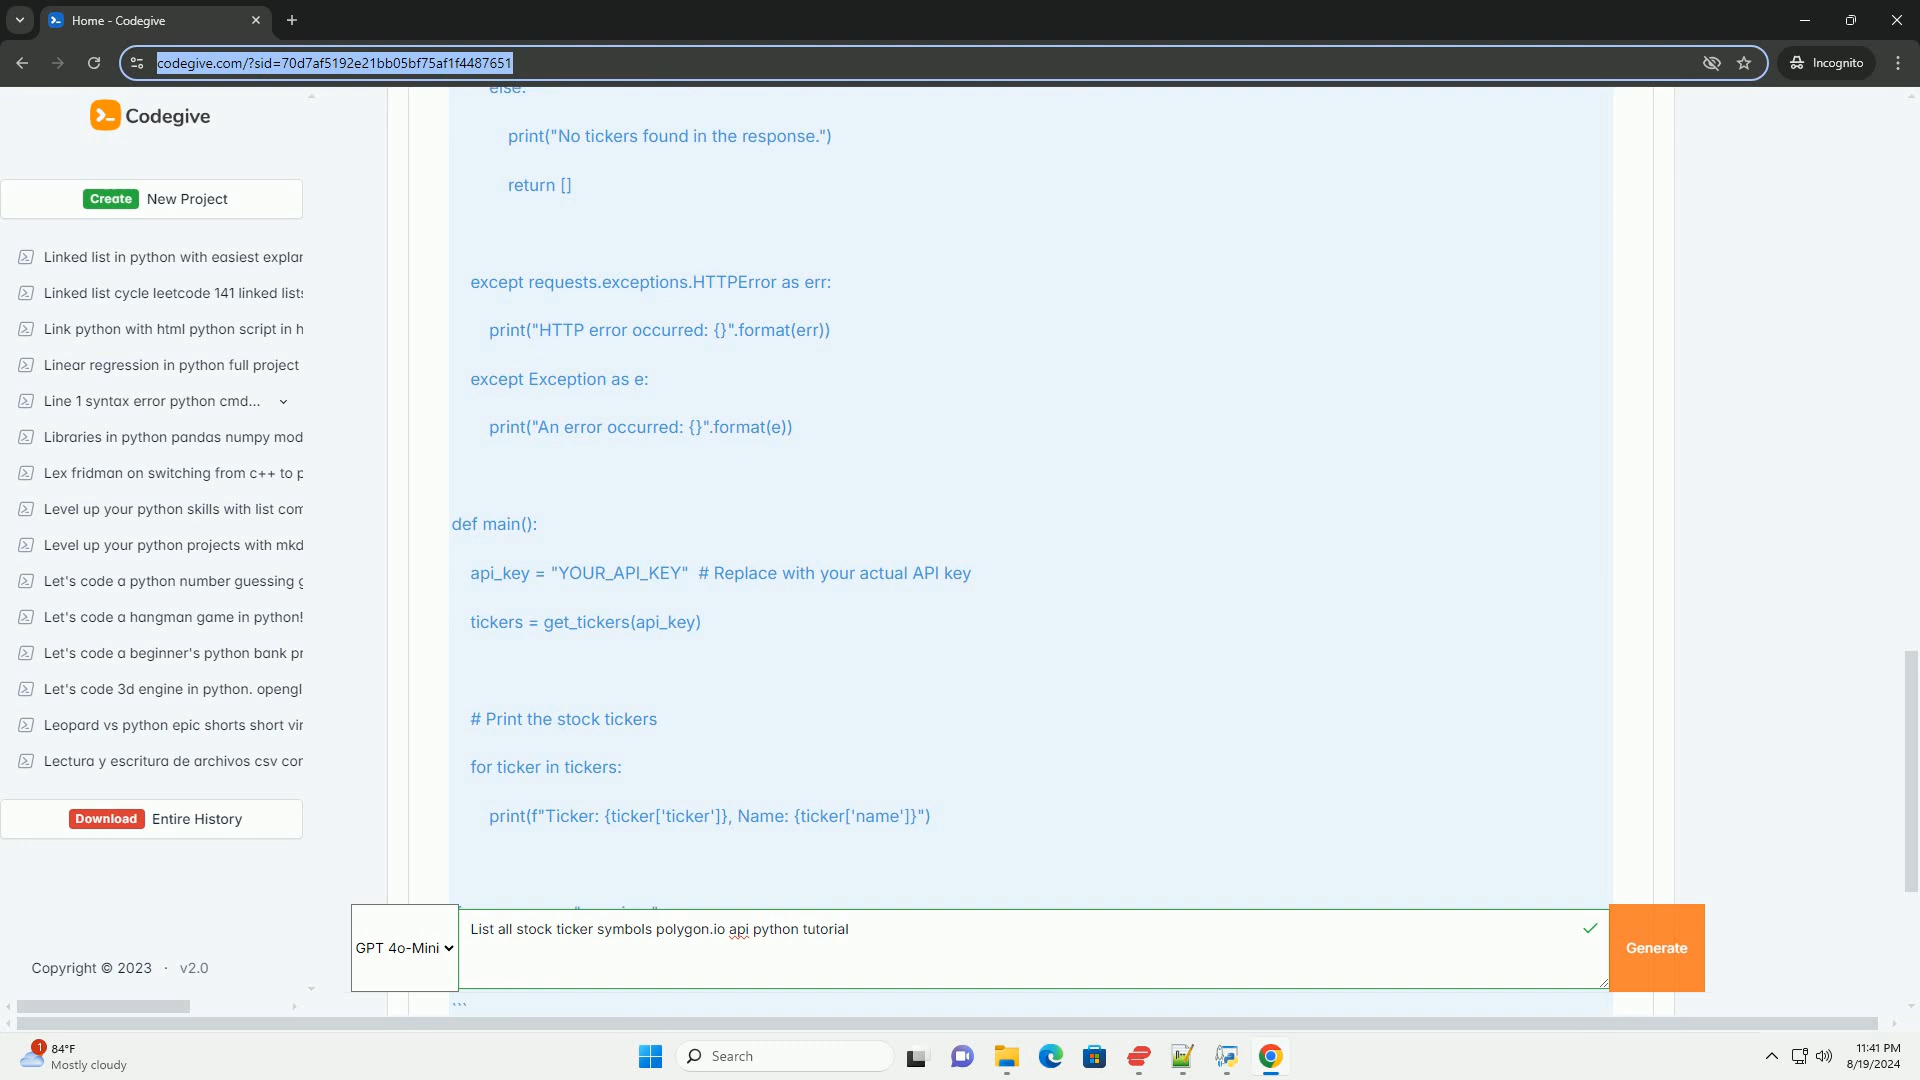 Home - Codegive
codegive.com/?sid=70d7af5192e21bb05bf75af1f4487651
Incognito
Codegive
Create New Project
Linked list in python with easiest explar
Linked list cycle leetcode 141 linked lists
Link python with html python script in h
Linear regression in python full project
Line 1 syntax error python cmd...
Libraries in python pandas numpy mod
Lex fridman on switching from c++ to p
Level up your python skills with list com
Level up your python projects with mkd
Let's code a python number guessing g
Let's code a hangman game in python!
Let's code a beginner's python bank pr
Let's code 3d engine in python. opengl
Leopard vs python epic shorts short vir
Lectura y escritura de archivos csv cor
Download Entire History
Copyright © 2023 · v2.0
else:
print("No tickers found in the response.")
return []
except requests.exceptions.HTTPError as err:
print("HTTP error occurred: {}".format(err))
except Exception as e:
print("An error occurred: {}".format(e))
def main():
api_key = "YOUR_API_KEY" # Replace with your actual API key
tickers = get_tickers(api_key)
# Print the stock tickers
for ticker in tickers:
print(f"Ticker: {ticker['ticker']}, Name: {ticker['name']}")
GPT 4o-Mini
List all stock ticker symbols polygon.io api python tutorial
Generate
```
1
84°F
Mostly cloudy
Search
11:41 PM
8/19/2024